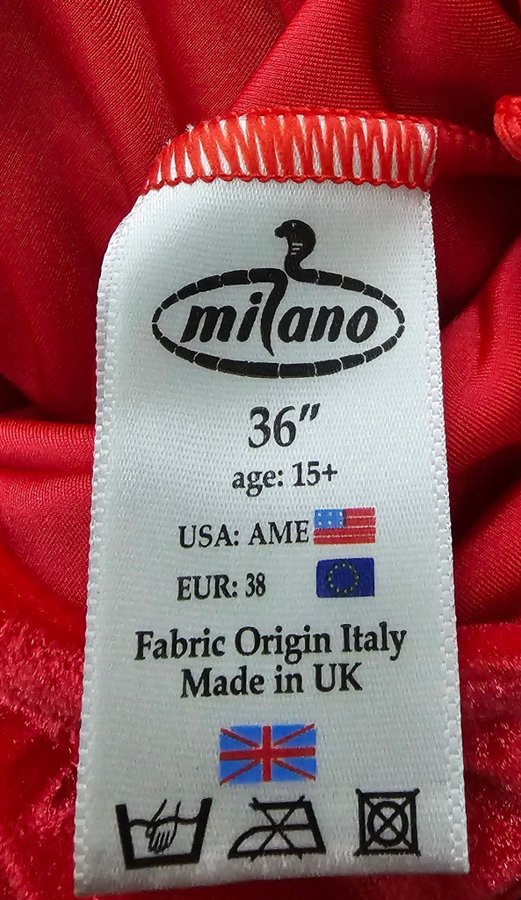 milano
36"
age: 15+
USA: AME
EUR: 38
Fabric Origin Italy
Made in UK